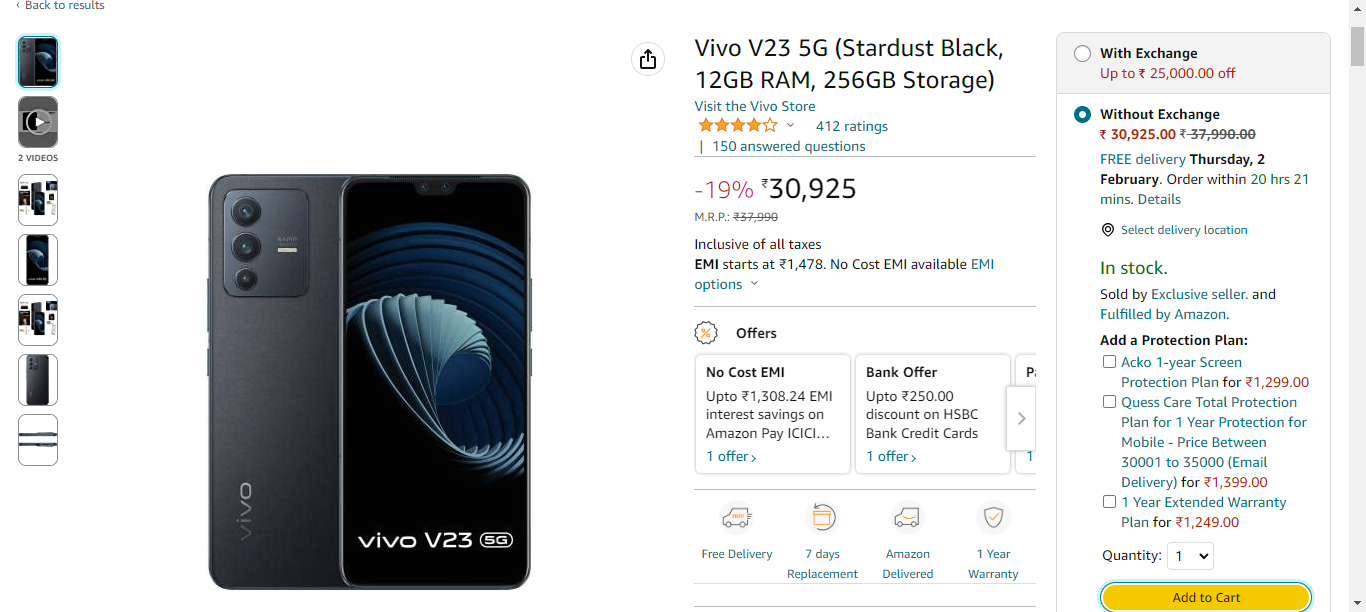 ‹ Back to results
2 VIDEOS
vivo
64MP
vivo V23 5G
Vivo V23 5G (Stardust Black,
12GB RAM, 256GB Storage)
Visit the Vivo Store
412 ratings
| 150 answered questions
-19% ₹30,925
M.R.P.: ₹37,990
Inclusive of all taxes
EMI starts at ₹1,478. No Cost EMI available EMI
options
Offers
No Cost EMI
Upto ₹1,308.24 EMI
interest savings on
Amazon Pay ICICI…
1 offer ›
Bank Offer
Upto ₹250.00
discount on HSBC
Bank Credit Cards
1 offer ›
1
FREE
Free Delivery
7 days
Replacement
Amazon
Delivered
1 Year
Warranty
With Exchange
Up to ₹ 25,000.00 off
Without Exchange
₹ 30,925.00 ₹ 37,990.00
FREE delivery Thursday, 2
February. Order within 20 hrs 21
mins. Details
Select delivery location
In stock.
Sold by Exclusive seller. and
Fulfilled by Amazon.
Add a Protection Plan:
Acko 1-year Screen
Protection Plan for ₹1,299.00
Quess Care Total Protection
Plan for 1 Year Protection for
Mobile - Price Between
30001 to 35000 (Email
Delivery) for ₹1,399.00
1 Year Extended Warranty
Plan for ₹1,249.00
Quantity: 1
Add to Cart